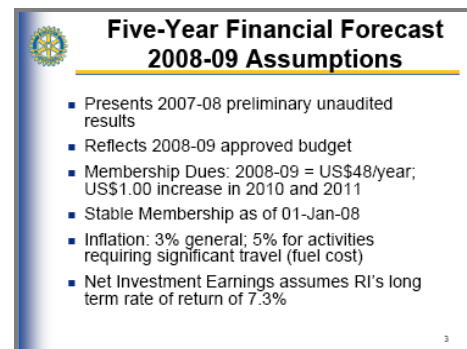 Five-Year Financial Forecast
2008-09 Assumptions
▪ Presents 2007-08 preliminary unaudited
results
▪ Reflects 2008-09 approved budget
▪ Membership Dues: 2008-09 = US$48/year;
US$1.00 increase in 2010 and 2011
▪ Stable Membership as of 01-Jan-08
▪ Inflation: 3% general; 5% for activities
requiring significant travel (fuel cost)
▪ Net Investment Earnings assumes RI's long
term rate of return of 7.3%
3